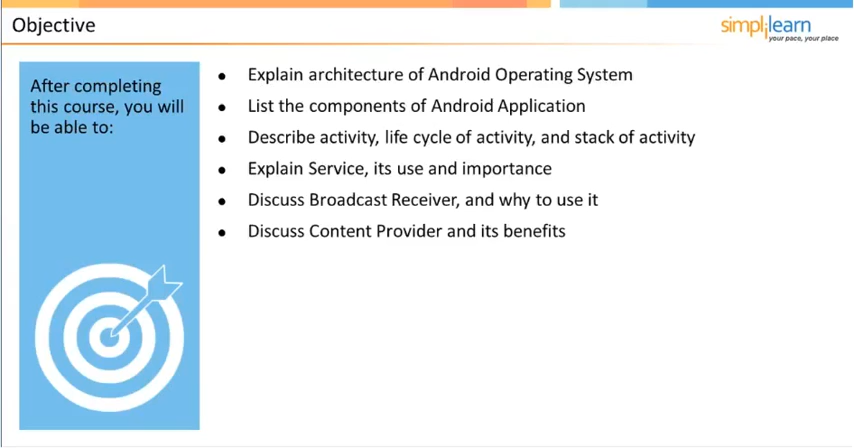 Objective
simplilearn
your pace, your place
After completing
this course, you will
be able to:
● Explain architecture of Android Operating System
● List the components of Android Application
● Describe activity, life cycle of activity, and stack of activity
● Explain Service, its use and importance
● Discuss Broadcast Receiver, and why to use it
● Discuss Content Provider and its benefits